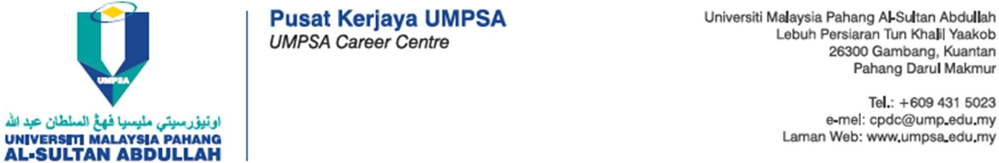 UMPSA
اونيۏرسيتي مليسيا ڤهڠ السلطان عبد الله
UNIVERSITI MALAYSIA PAHANG
AL-SULTAN ABDULLAH
Pusat Kerjaya UMPSA
UMPSA Career Centre
Universiti Malaysia Pahang Al-Sultan Abdullah
Lebuh Persiaran Tun Khalil Yaakob
26300 Gambang, Kuantan
Pahang Darul Makmur
Tel.: +609 431 5023
e-mel: cpdc@ump.edu.my
Laman Web: www.umpsa.edu.my